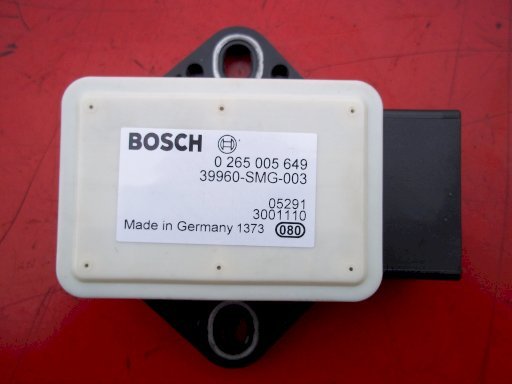 BOSCH
0 265 005 649
39960-SMG-003
05291
3001110
Made in Germany 1373 080